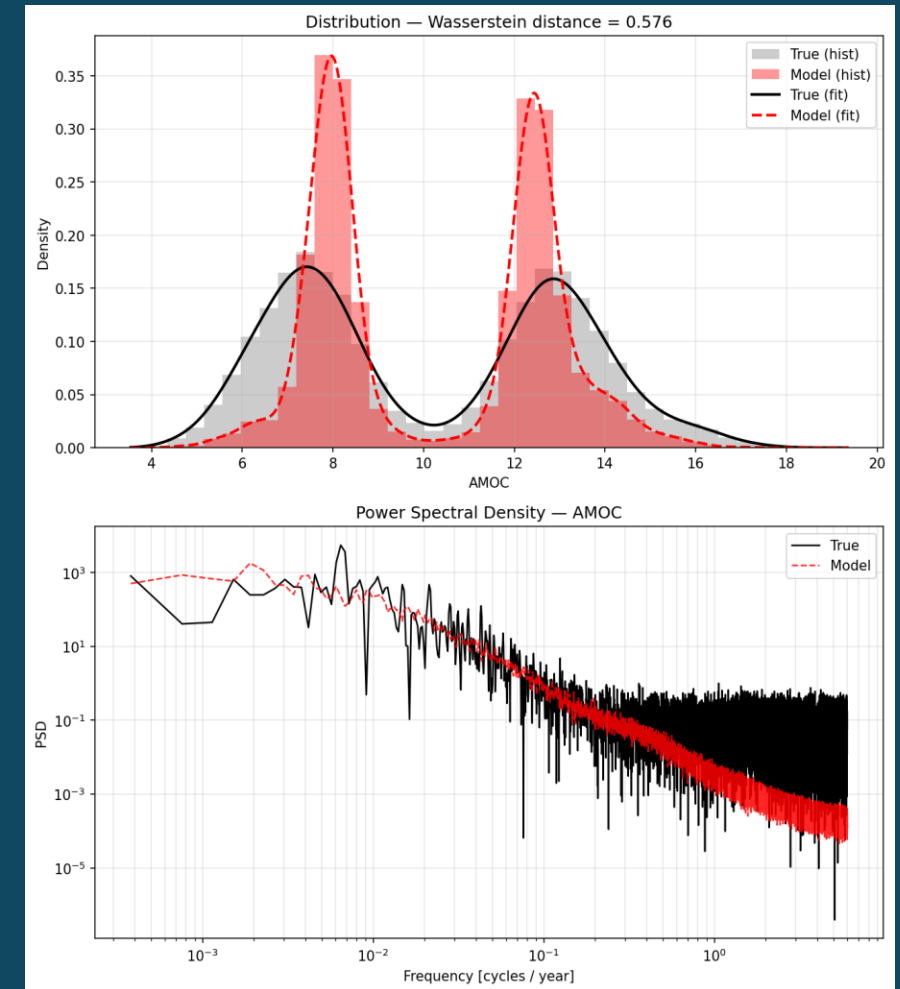 Distribution — Wasserstein distance = 0.576
True (hist)
Model (hist)
True (fit)
Model (fit)
0.35
0.30
0.25
0.20
0.15
0.10
0.05
0.00
Density
4 6 8 10 12 14 16 18 20
AMOC
Power Spectral Density — AMOC
True
Model
10³
10¹
10⁻¹
10⁻³
10⁻⁵
PSD
10⁻³ 10⁻² 10⁻¹ 10⁰
Frequency [cycles / year]